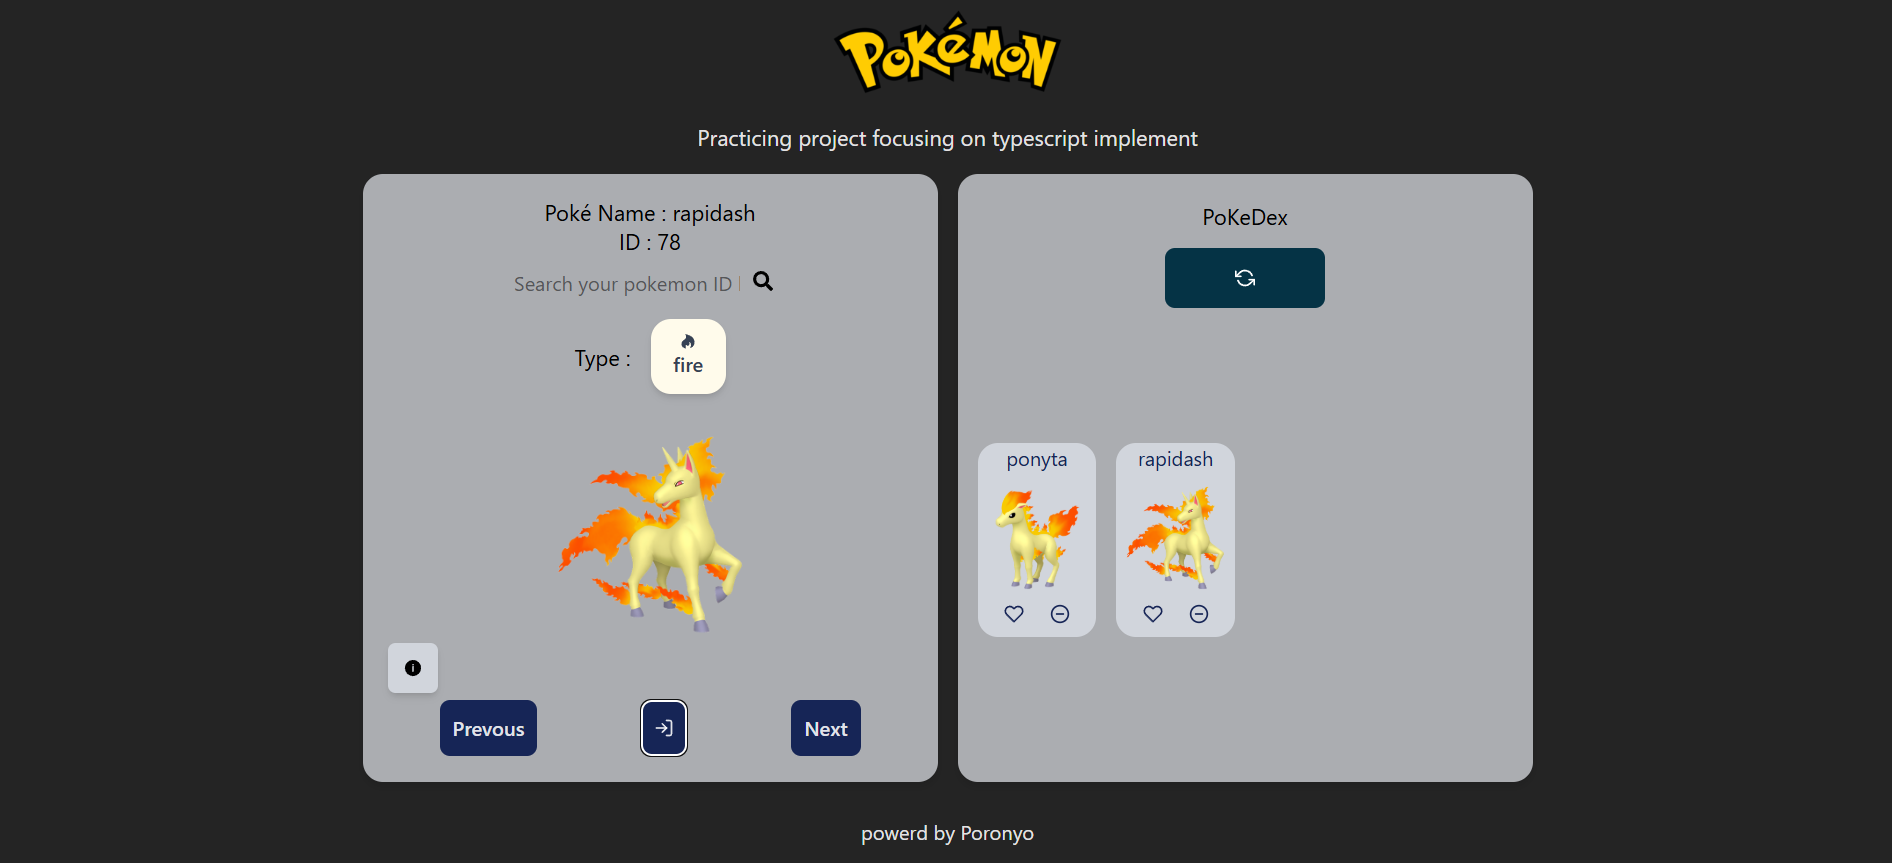 POKéMON
Practicing project focusing on typescript implement
Poké Name : rapidash
ID : 78
Search your pokemon ID
Type :
fire
Prevous
Next
PoKeDex
ponyta
rapidash
powerd by Poronyo